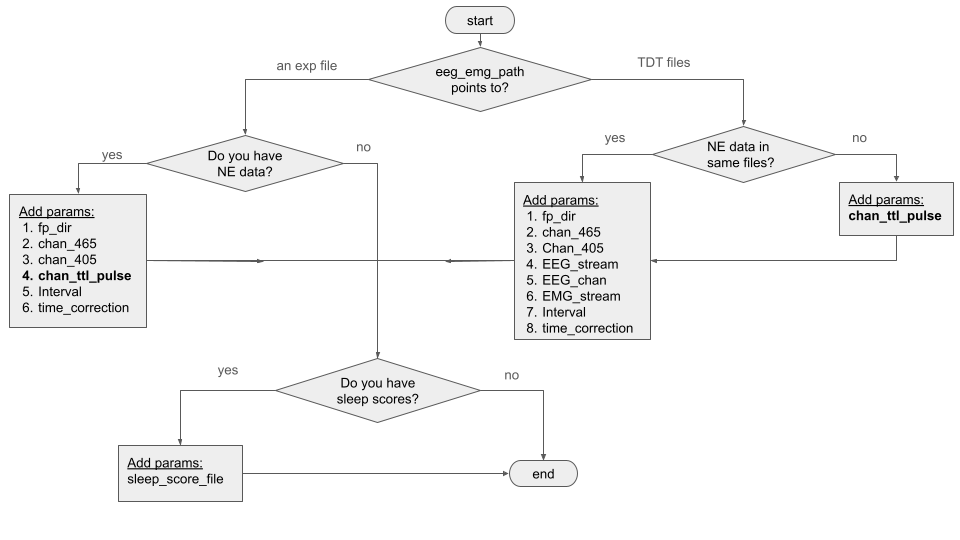 start
eeg_emg_path
points to?
an exp file
TDT files
Do you have
NE data?
yes
no
NE data in
same files?
yes
no
Add params:
1. fp_dir
2. chan_465
3. chan_405
4. chan_ttl_pulse
5. Interval
6. time_correction
Add params:
1. fp_dir
2. chan_465
3. Chan_405
4. EEG_stream
5. EEG_chan
6. EMG_stream
7. Interval
8. time_correction
Add params:
chan_ttl_pulse
Do you have
sleep scores?
yes
no
Add params:
sleep_score_file
end